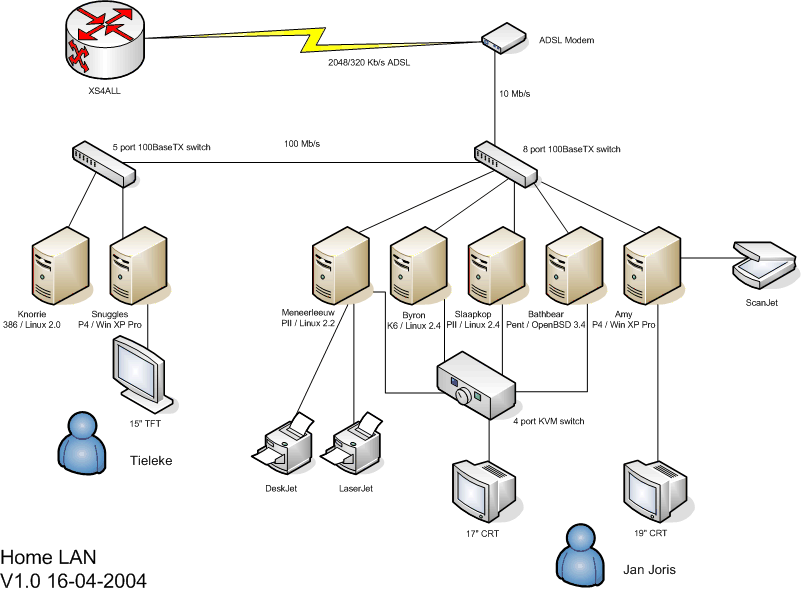 ADSL Modem
2048/320 Kb/s ADSL
XS4ALL
10 Mb/s
5 port 100BaseTX switch
100 Mb/s
8 port 100BaseTX switch
Knorrie
386 / Linux 2.0
Snuggles
P4 / Win XP Pro
Meneerleeuw
PII / Linux 2.2
Byron
K6 / Linux 2.4
Slaapkop
PII / Linux 2.4
Bathbear
Pent / OpenBSD 3.4
Amy
P4 / Win XP Pro
ScanJet
15" TFT
4 port KVM switch
Tieleke
DeskJet
LaserJet
17" CRT
19" CRT
Jan Joris
Home LAN
V1.0 16-04-2004